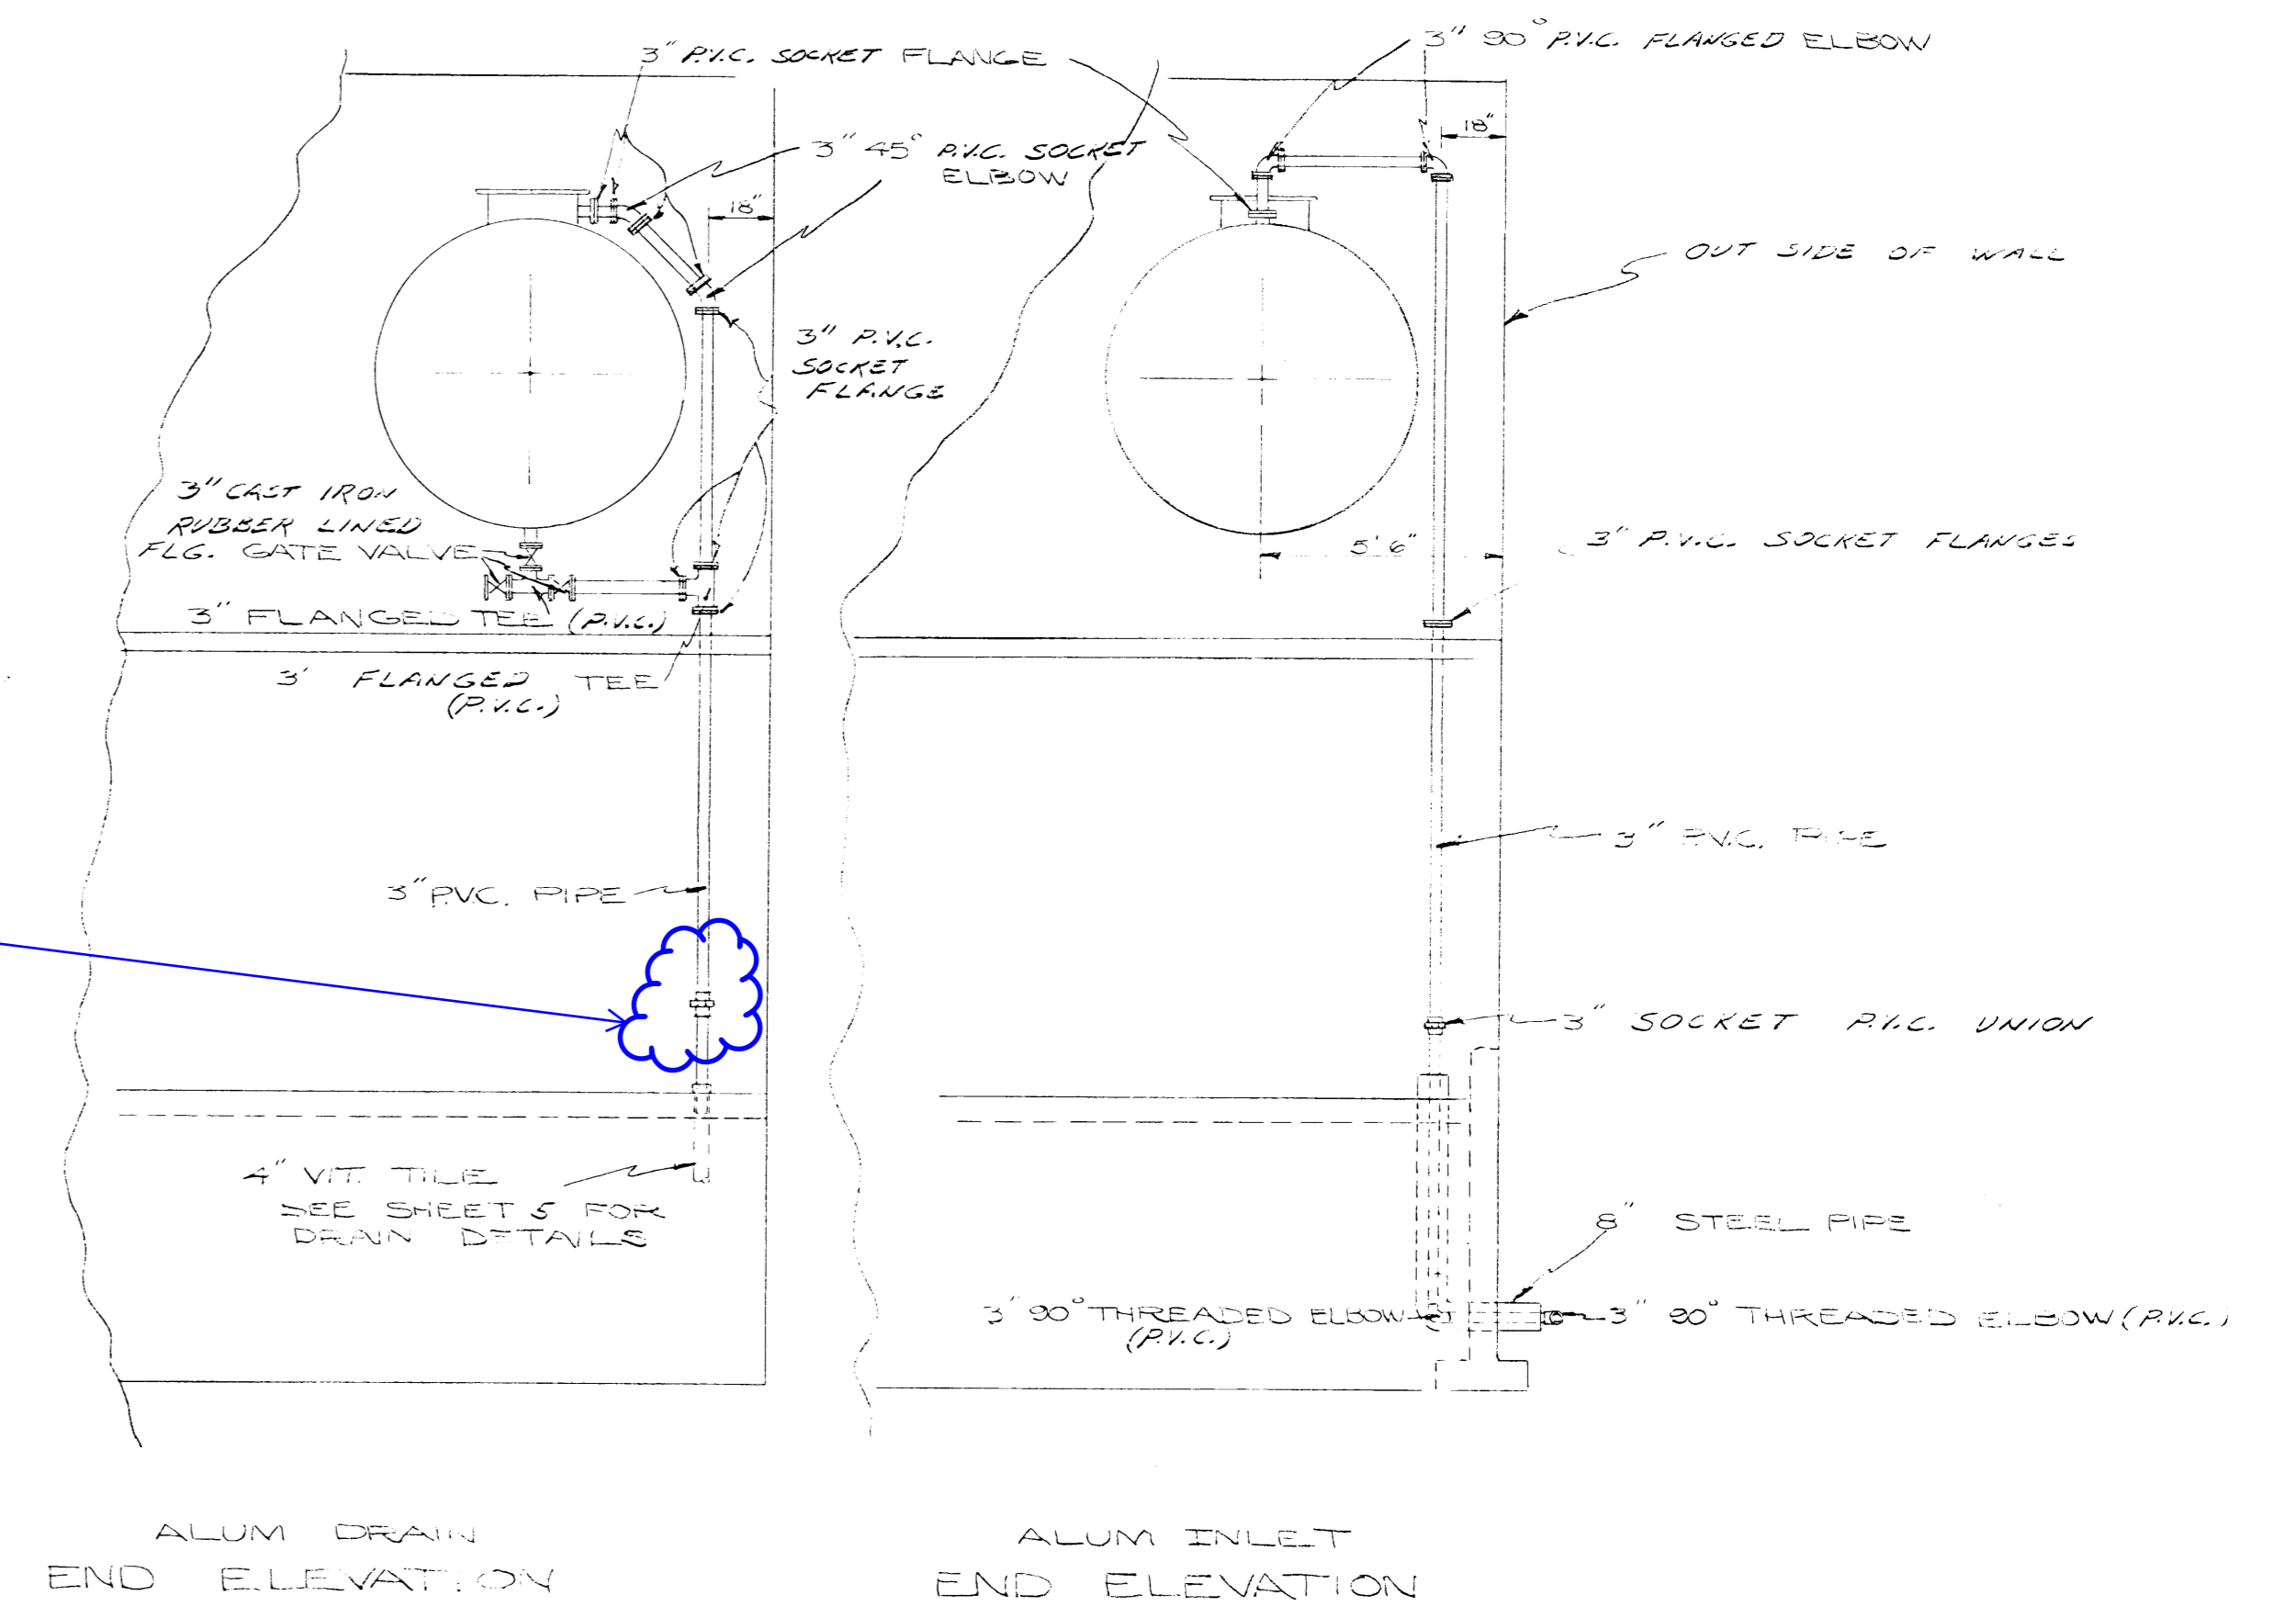 3" P.V.C. SOCKET FLANGE
3" 90° P.V.C. FLANGED ELBOW
18"
3" 45° P.V.C. SOCKET
ELBOW
18"
OUT SIDE OF WALL
3" P.V.C.
SOCKET
FLANGE
3" CAST IRON
RUBBER LINED
FLG. GATE VALVE
5'6"
3" P.V.C. SOCKET FLANGES
3" FLANGED TEE (P.V.C.)
3' FLANGED TEE
(P.V.C.)
3" P.V.C. PIPE
3" P.V.C. PIPE
3" SOCKET P.V.C. UNION
4" VIT. TILE
SEE SHEET 5 FOR
DRAIN DETAILS
8" STEEL PIPE
3" 90° THREADED ELBOW
(P.V.C.)
3" 90° THREADED ELBOW (P.V.C.)
ALUM DRAIN
END ELEVATION
ALUM INLET
END ELEVATION